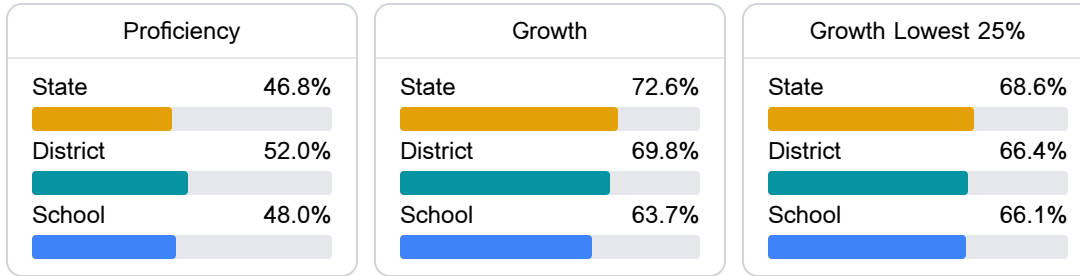 Proficiency
State 46.8%
District 52.0%
School 48.0%
Growth
State 72.6%
District 69.8%
School 63.7%
Growth Lowest 25%
State 68.6%
District 66.4%
School 66.1%